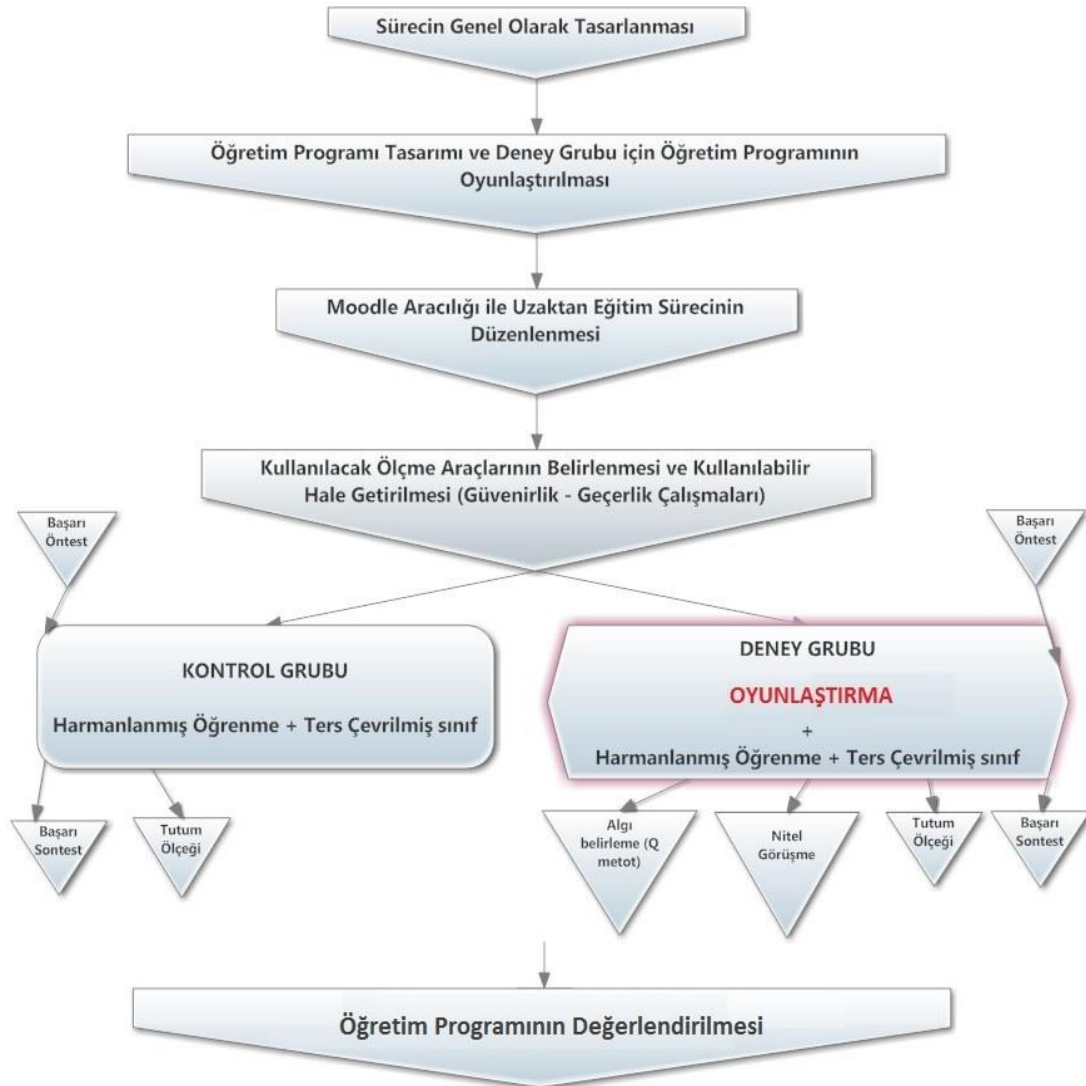 Sürecin Genel Olarak Tasarlanması
Öğretim Programı Tasarımı ve Deney Grubu için Öğretim Programının
Oyunlaştırılması
Moodle Aracılığı ile Uzaktan Eğitim Sürecinin
Düzenlenmesi
Kullanılacak Ölçme Araçlarının Belirlenmesi ve Kullanılabilir
Hale Getirilmesi (Güvenirlik - Geçerlik Çalışmaları)
Başarı
Öntest
Başarı
Öntest
KONTROL GRUBU
Harmanlanmış Öğrenme + Ters Çevrilmiş sınıf
DENEY GRUBU
OYUNLAŞTIRMA
+
Harmanlanmış Öğrenme + Ters Çevrilmiş sınıf
Başarı
Sontest
Tutum
Ölçeği
Algı
belirleme (Q
metot)
Nitel
Görüşme
Tutum
Ölçeği
Başarı
Sontest
Öğretim Programının Değerlendirilmesi